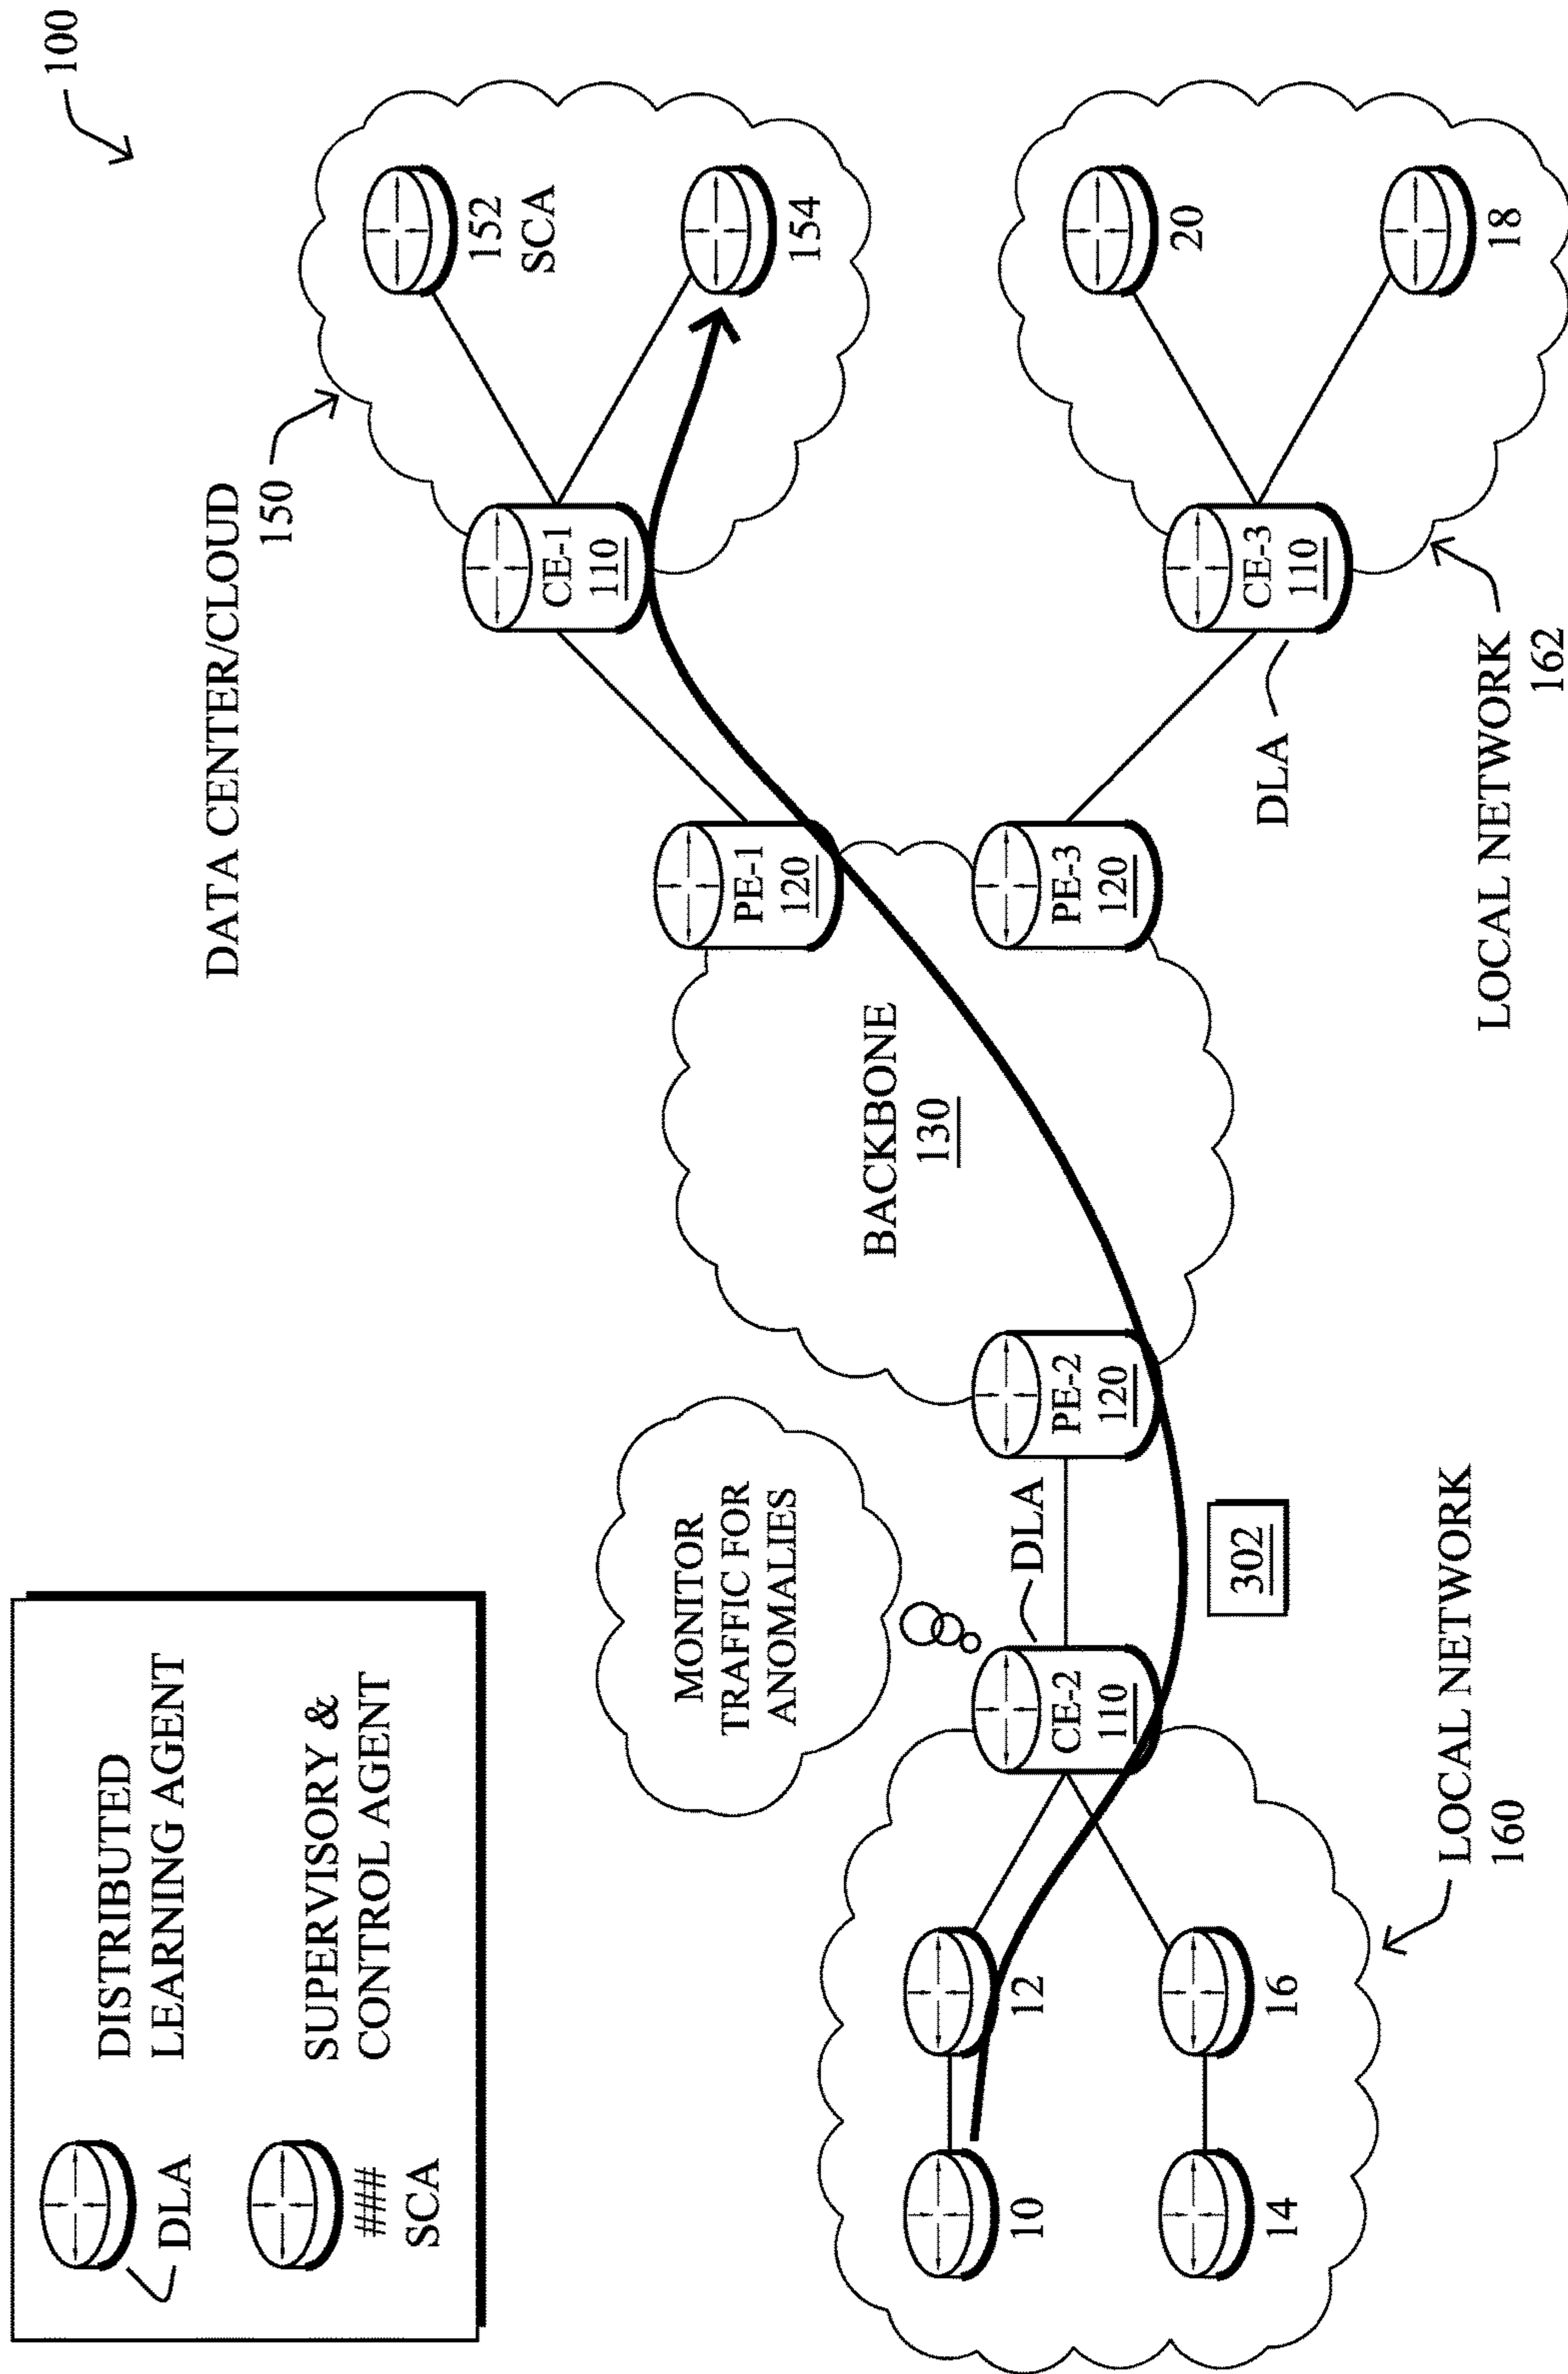 DISTRIBUTED
LEARNING AGENT
DLA
SUPERVISORY &
CONTROL AGENT
###
SCA
100
DATA CENTER/CLOUD
150
152
SCA
154
CE-1
110
PE-1
120
MONITOR
TRAFFIC FOR
ANOMALIES
BACKBONE
130
10
12
14
16
CE-2
110
DLA
PE-2
120
302
PE-3
120
CE-3
110
DLA
20
18
LOCAL NETWORK
160
LOCAL NETWORK
162